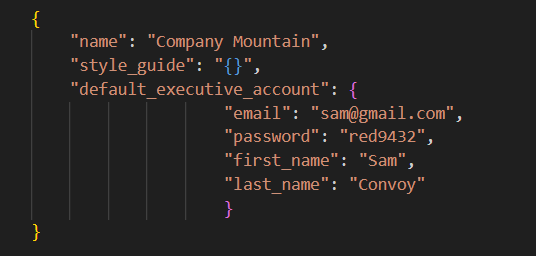 {
"name": "Company Mountain",
"style_guide": "{}",
"default_executive_account": {
"email": "sam@gmail.com",
"password": "red9432",
"first_name": "Sam",
"last_name": "Convoy"
}
}